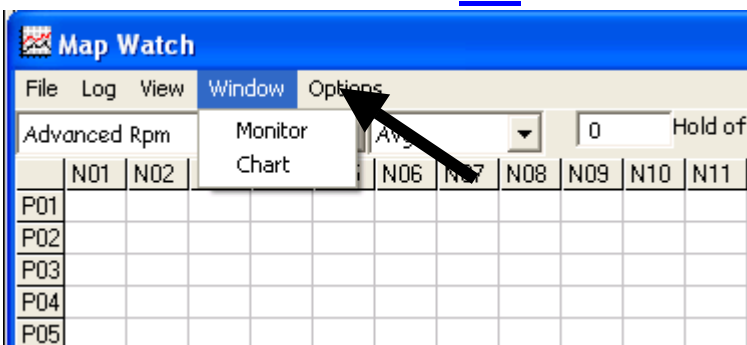 Map Watch
File Log View Window Options
Advanced Rpm 0 Hold of
Monitor
Chart
N01 N02 N06 N07 N08 N09 N10 N11
P01
P02
P03
P04
P05